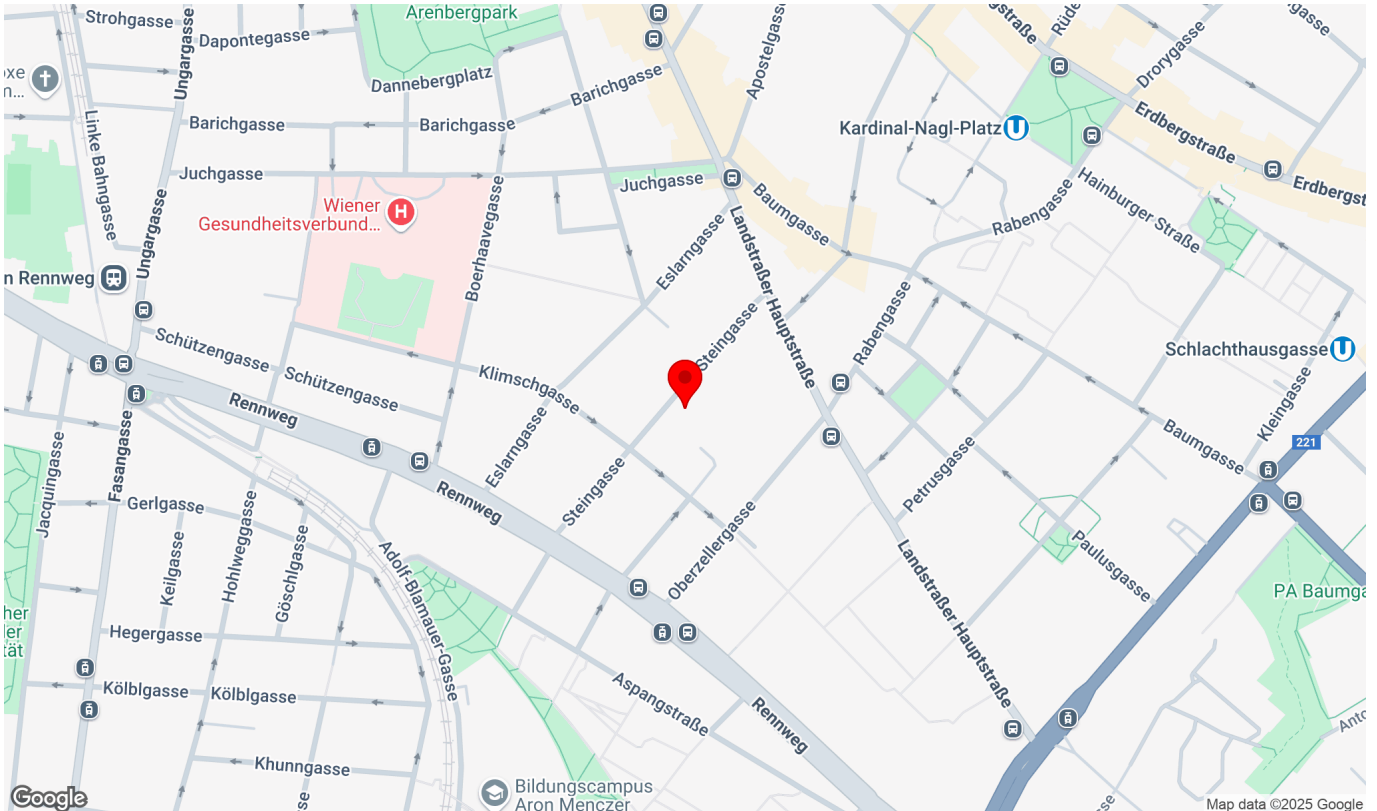 Arenbergpark
Strohgasse
Dapontegasse
Ungargasse
Dannebergplatz
Barichgasse
Apostelgasse
Drorygasse
Linke Bahngasse
Barichgasse
Barichgasse
Kardinal-Nagl-Platz
Erdbergstraße
Juchgasse
Juchgasse
Baumgasse
Hainburger Straße
Wiener
Gesundheitsverbund...
H
Boerhaavegasse
Eslarngasse
Landstraßer Hauptstraße
Rabengasse
Ungargasse
n Rennweg
Rabengasse
Steingasse
Schlachthausgasse
Schützengasse
Schützengasse
Klimschgasse
Rennweg
Kleingasse
Baumgasse
221
Fasangasse
Jacquingasse
Eslarngasse
Steingasse
Petrusgasse
Gerlgasse
Rennweg
Keilgasse
Hohlweggasse
Göschlgasse
Adolf-Blamauer-Gasse
Oberzellergasse
Landstraßer Hauptstraße
Paulusgasse
PA Baumga
Hegergasse
Kölblgasse
Kölblgasse
Aspangstraße
Rennweg
Khunngasse
Bildungscampus
Aron Menczer
Google
Map data ©2025 Google